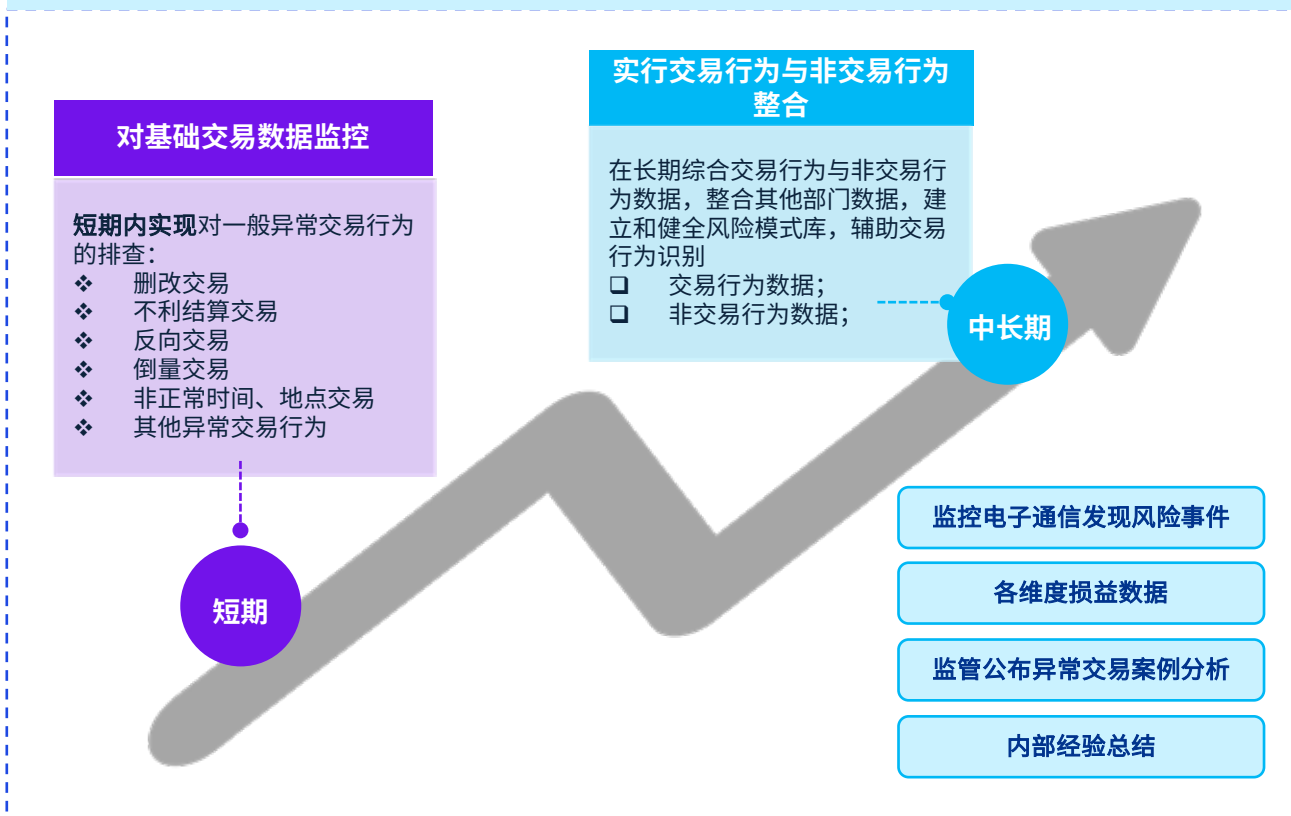 对基础交易数据监控
短期内实现对一般异常交易行为
的排查：
❖ 删改交易
❖ 不利结算交易
❖ 反向交易
❖ 倒量交易
❖ 非正常时间、地点交易
❖ 其他异常交易行为
短期
实行交易行为与非交易行为
整合
在长期综合交易行为与非交易行
为数据，整合其他部门数据，建
立和健全风险模式库，辅助交易
行为识别
❑ 交易行为数据；
❑ 非交易行为数据；
中长期
监控电子通信发现风险事件
各维度损益数据
监管公布异常交易案例分析
内部经验总结